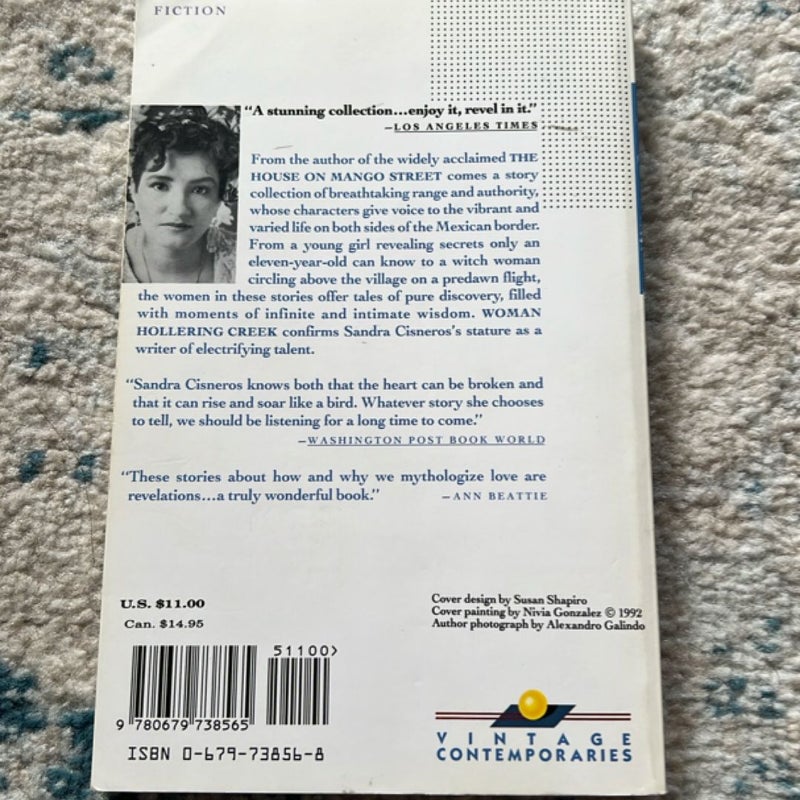 FICTION
“A stunning collection...enjoy it, revel in it.”
–LOS ANGELES TIMES
From the author of the widely acclaimed THE
HOUSE ON MANGO STREET comes a story
collection of breathtaking range and authority,
whose characters give voice to the vibrant and
varied life on both sides of the Mexican border.
From a young girl revealing secrets only an
eleven-year-old can know to a witch woman
circling above the village on a predawn flight,
the women in these stories offer tales of pure discovery, filled
with moments of infinite and intimate wisdom. WOMAN
HOLLERING CREEK confirms Sandra Cisneros's stature as a
writer of electrifying talent.
“Sandra Cisneros knows both that the heart can be broken and
that it can rise and soar like a bird. Whatever story she chooses
to tell, we should be listening for a long time to come.”
–WASHINGTON POST BOOK WORLD
“These stories about how and why we mythologize love are
revelations...a truly wonderful book.” –ANN BEATTIE
U.S. $11.00
Can. $14.95
Cover design by Susan Shapiro
Cover painting by Nivia Gonzalez © 1992
Author photograph by Alexandro Galindo
51100>
9 780679 738565
ISBN 0-679-73856-8
VINTAGE
CONTEMPORARIES